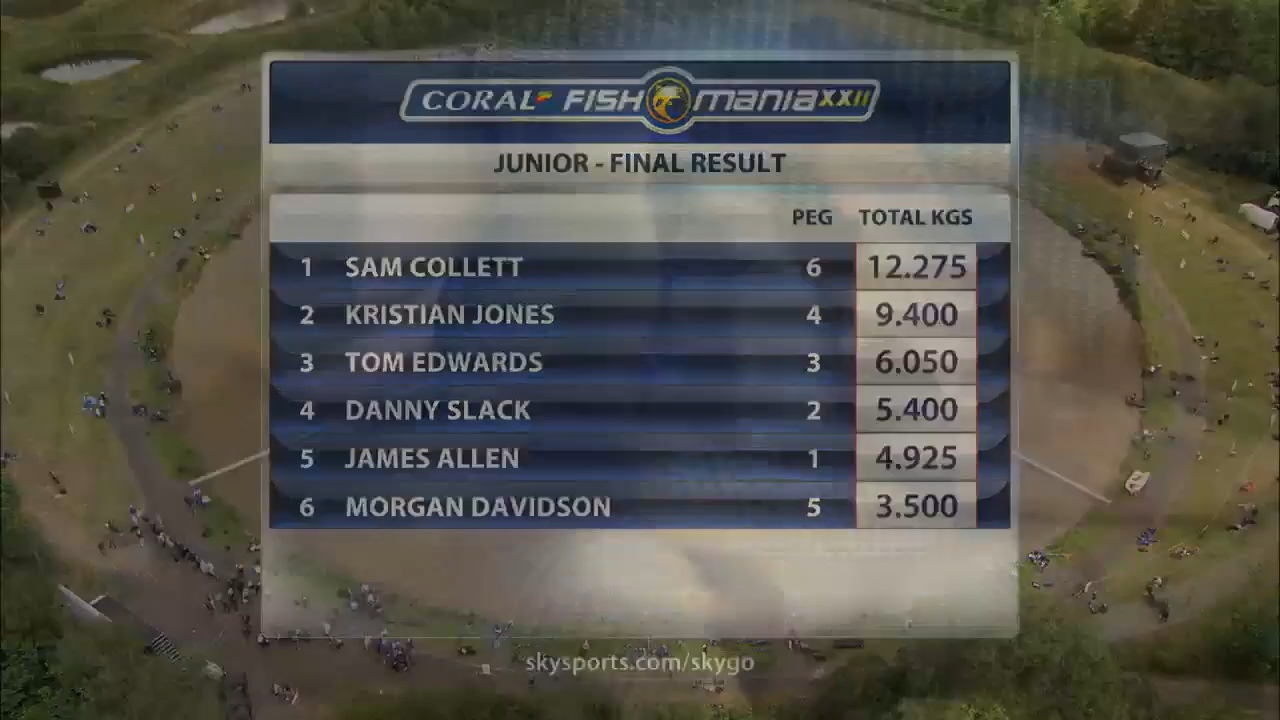 CORAL FISH MANIA XXII
JUNIOR - FINAL RESULT
PEG TOTAL KGS
1 SAM COLLETT 6 12.275
2 KRISTIAN JONES 4 9.400
3 TOM EDWARDS 3 6.050
4 DANNY SLACK 2 5.400
5 JAMES ALLEN 1 4.925
6 MORGAN DAVIDSON 5 3.500
skysports.com/skygo